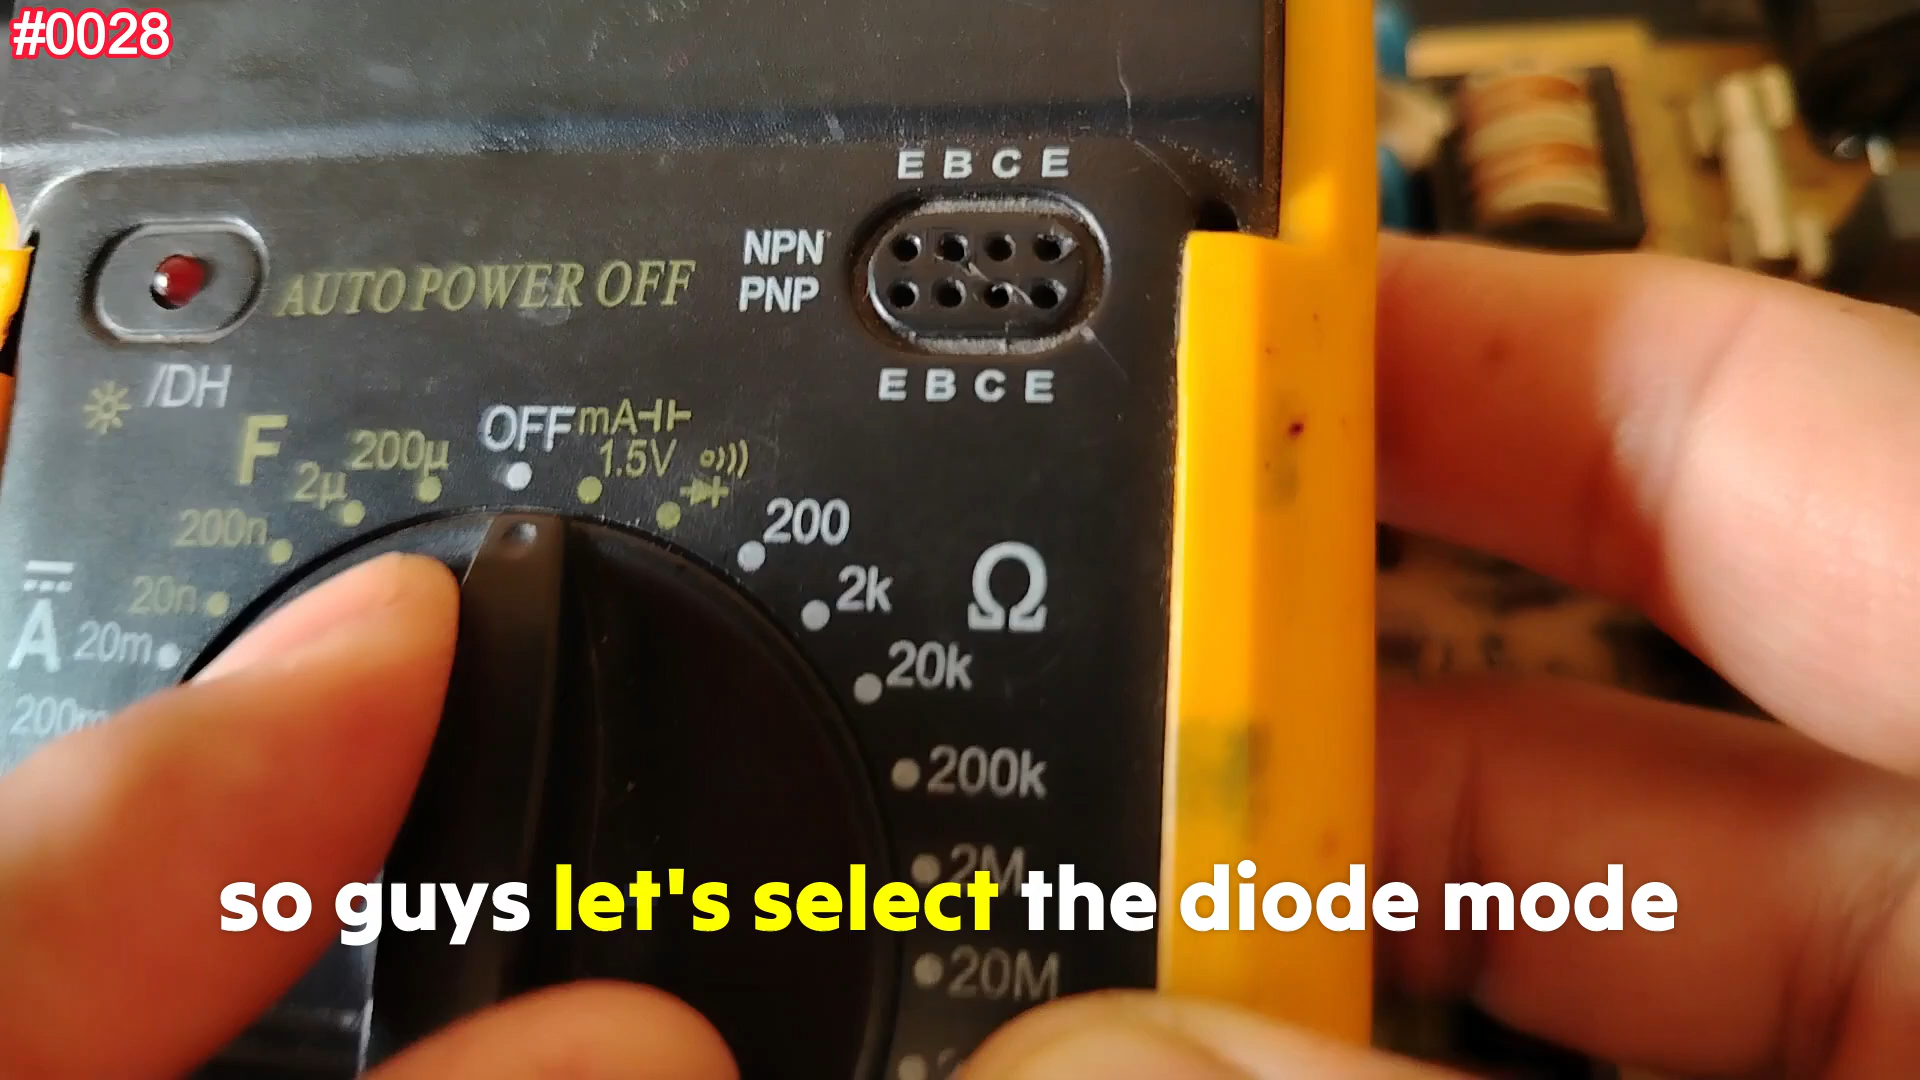 #0028
E B C E
NPN
PNP
AUTO POWER OFF
E B C E
/DH
F
OFF
mA
1.5V
200µ
2µ
200n
20n
A
20m
200m
200
2k
Ω
20k
200k
2M
20M
so guys let's select the diode mode